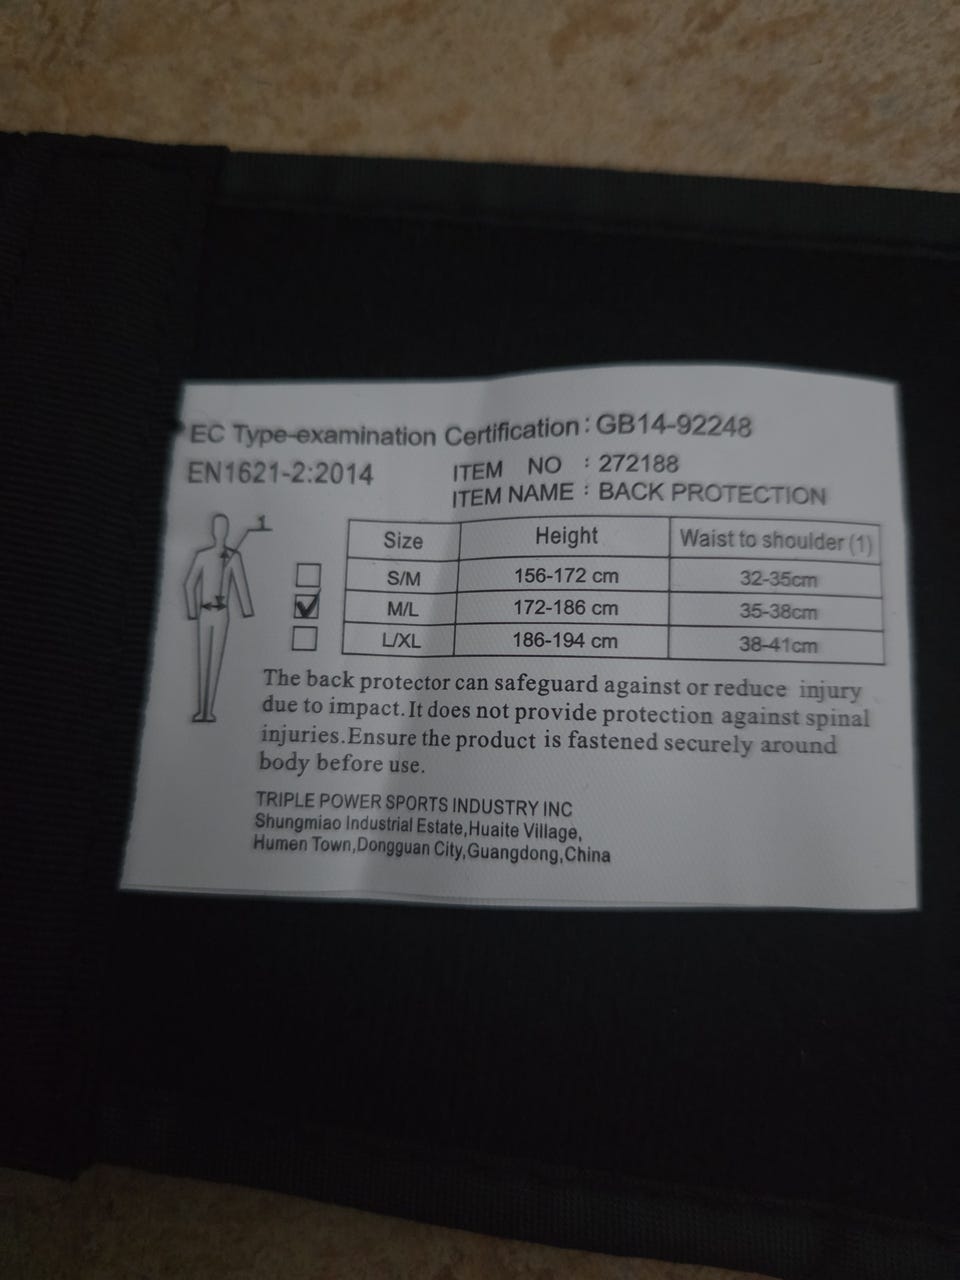 EC Type-examination Certification: GB14-92248
EN1621-2:2014
ITEM NO : 272188
ITEM NAME : BACK PROTECTION
1
Size Height Waist to shoulder (1)
S/M 156-172 cm 32-35cm
M/L 172-186 cm 35-38cm
L/XL 186-194 cm 38-41cm
The back protector can safeguard against or reduce injury
due to impact.It does not provide protection against spinal
injuries.Ensure the product is fastened securely around
body before use.
TRIPLE POWER SPORTS INDUSTRY INC
Shungmiao Industrial Estate,Huaite Village,
Humen Town,Dongguan City,Guangdong,China